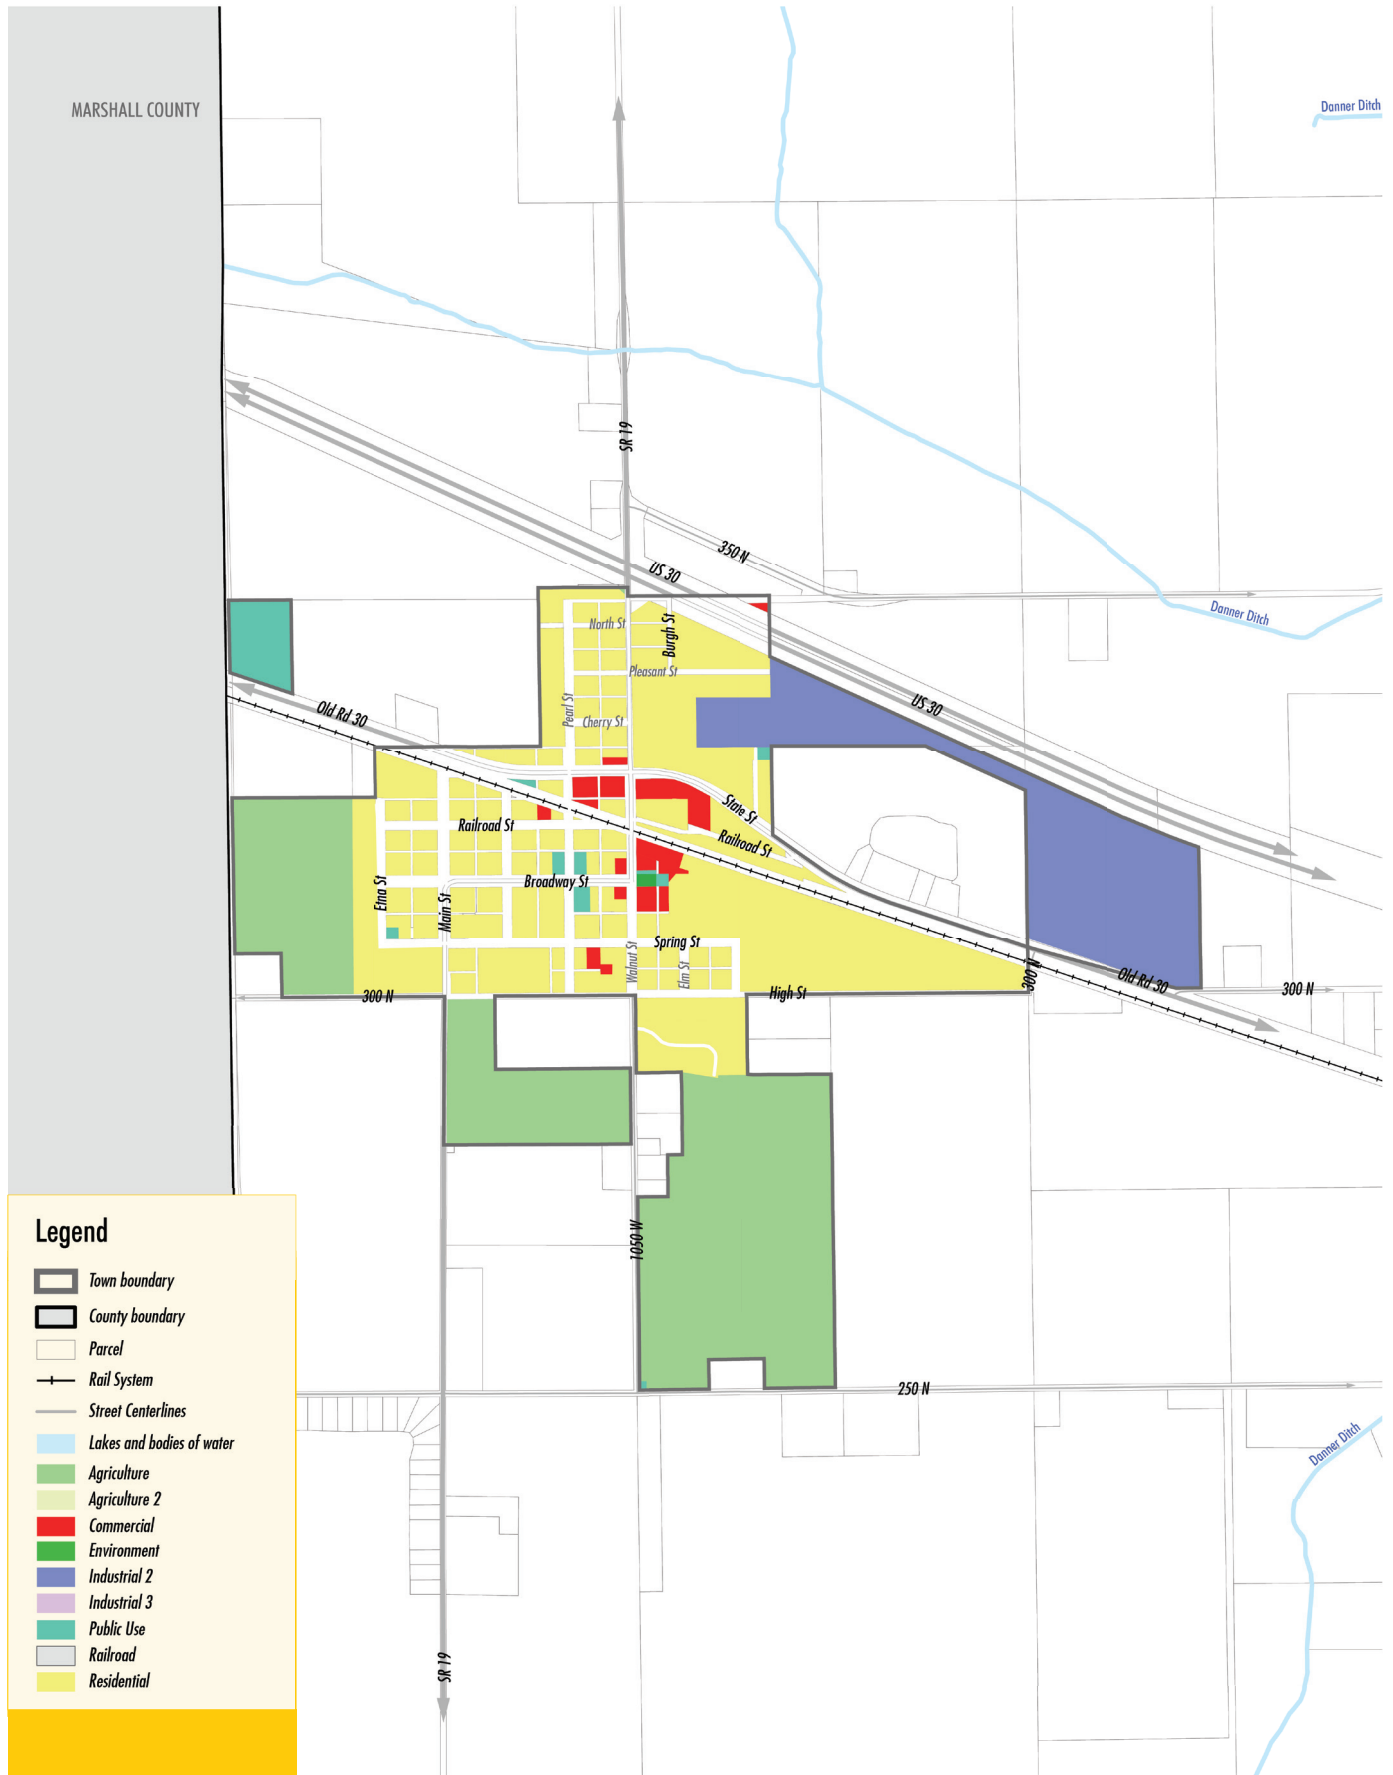 MARSHALL COUNTY
Danner Ditch
SR 19
350 N
US 30
Danner Ditch
North St
Burgh St
Pleasant St
US 30
Old Rd 30
Pearl St
Cherry St
State St
Railroad St
Railroad St
Broadway St
Etna St
Main St
Spring St
Walnut St
Elm St
300 N
High St
300 N
Old Rd 30
300 N
1050 W
250 N
Danner Ditch
SR 19
Legend
Town boundary
County boundary
Parcel
Rail System
Street Centerlines
Lakes and bodies of water
Agriculture
Agriculture 2
Commercial
Environment
Industrial 2
Industrial 3
Public Use
Railroad
Residential